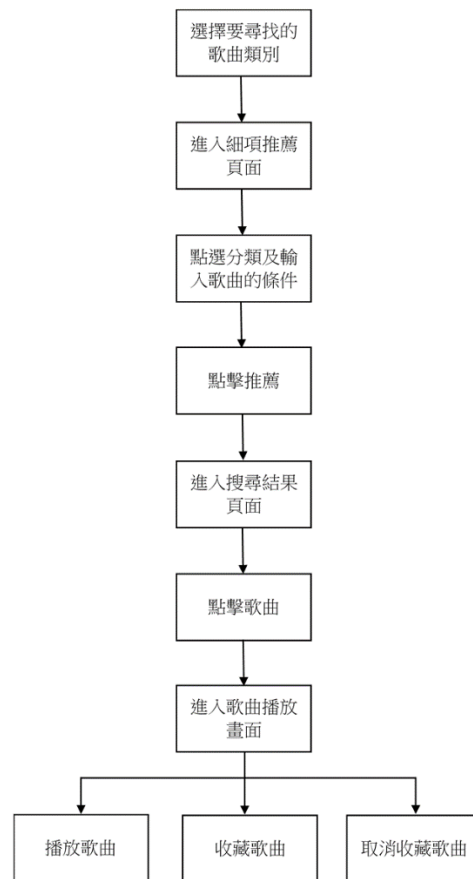 選擇要尋找的
歌曲類別
進入細項推薦
頁面
點選分類及輸
入歌曲的條件
點擊推薦
進入搜尋結果
頁面
點擊歌曲
進入歌曲播放
畫面
播放歌曲
收藏歌曲
取消收藏歌曲